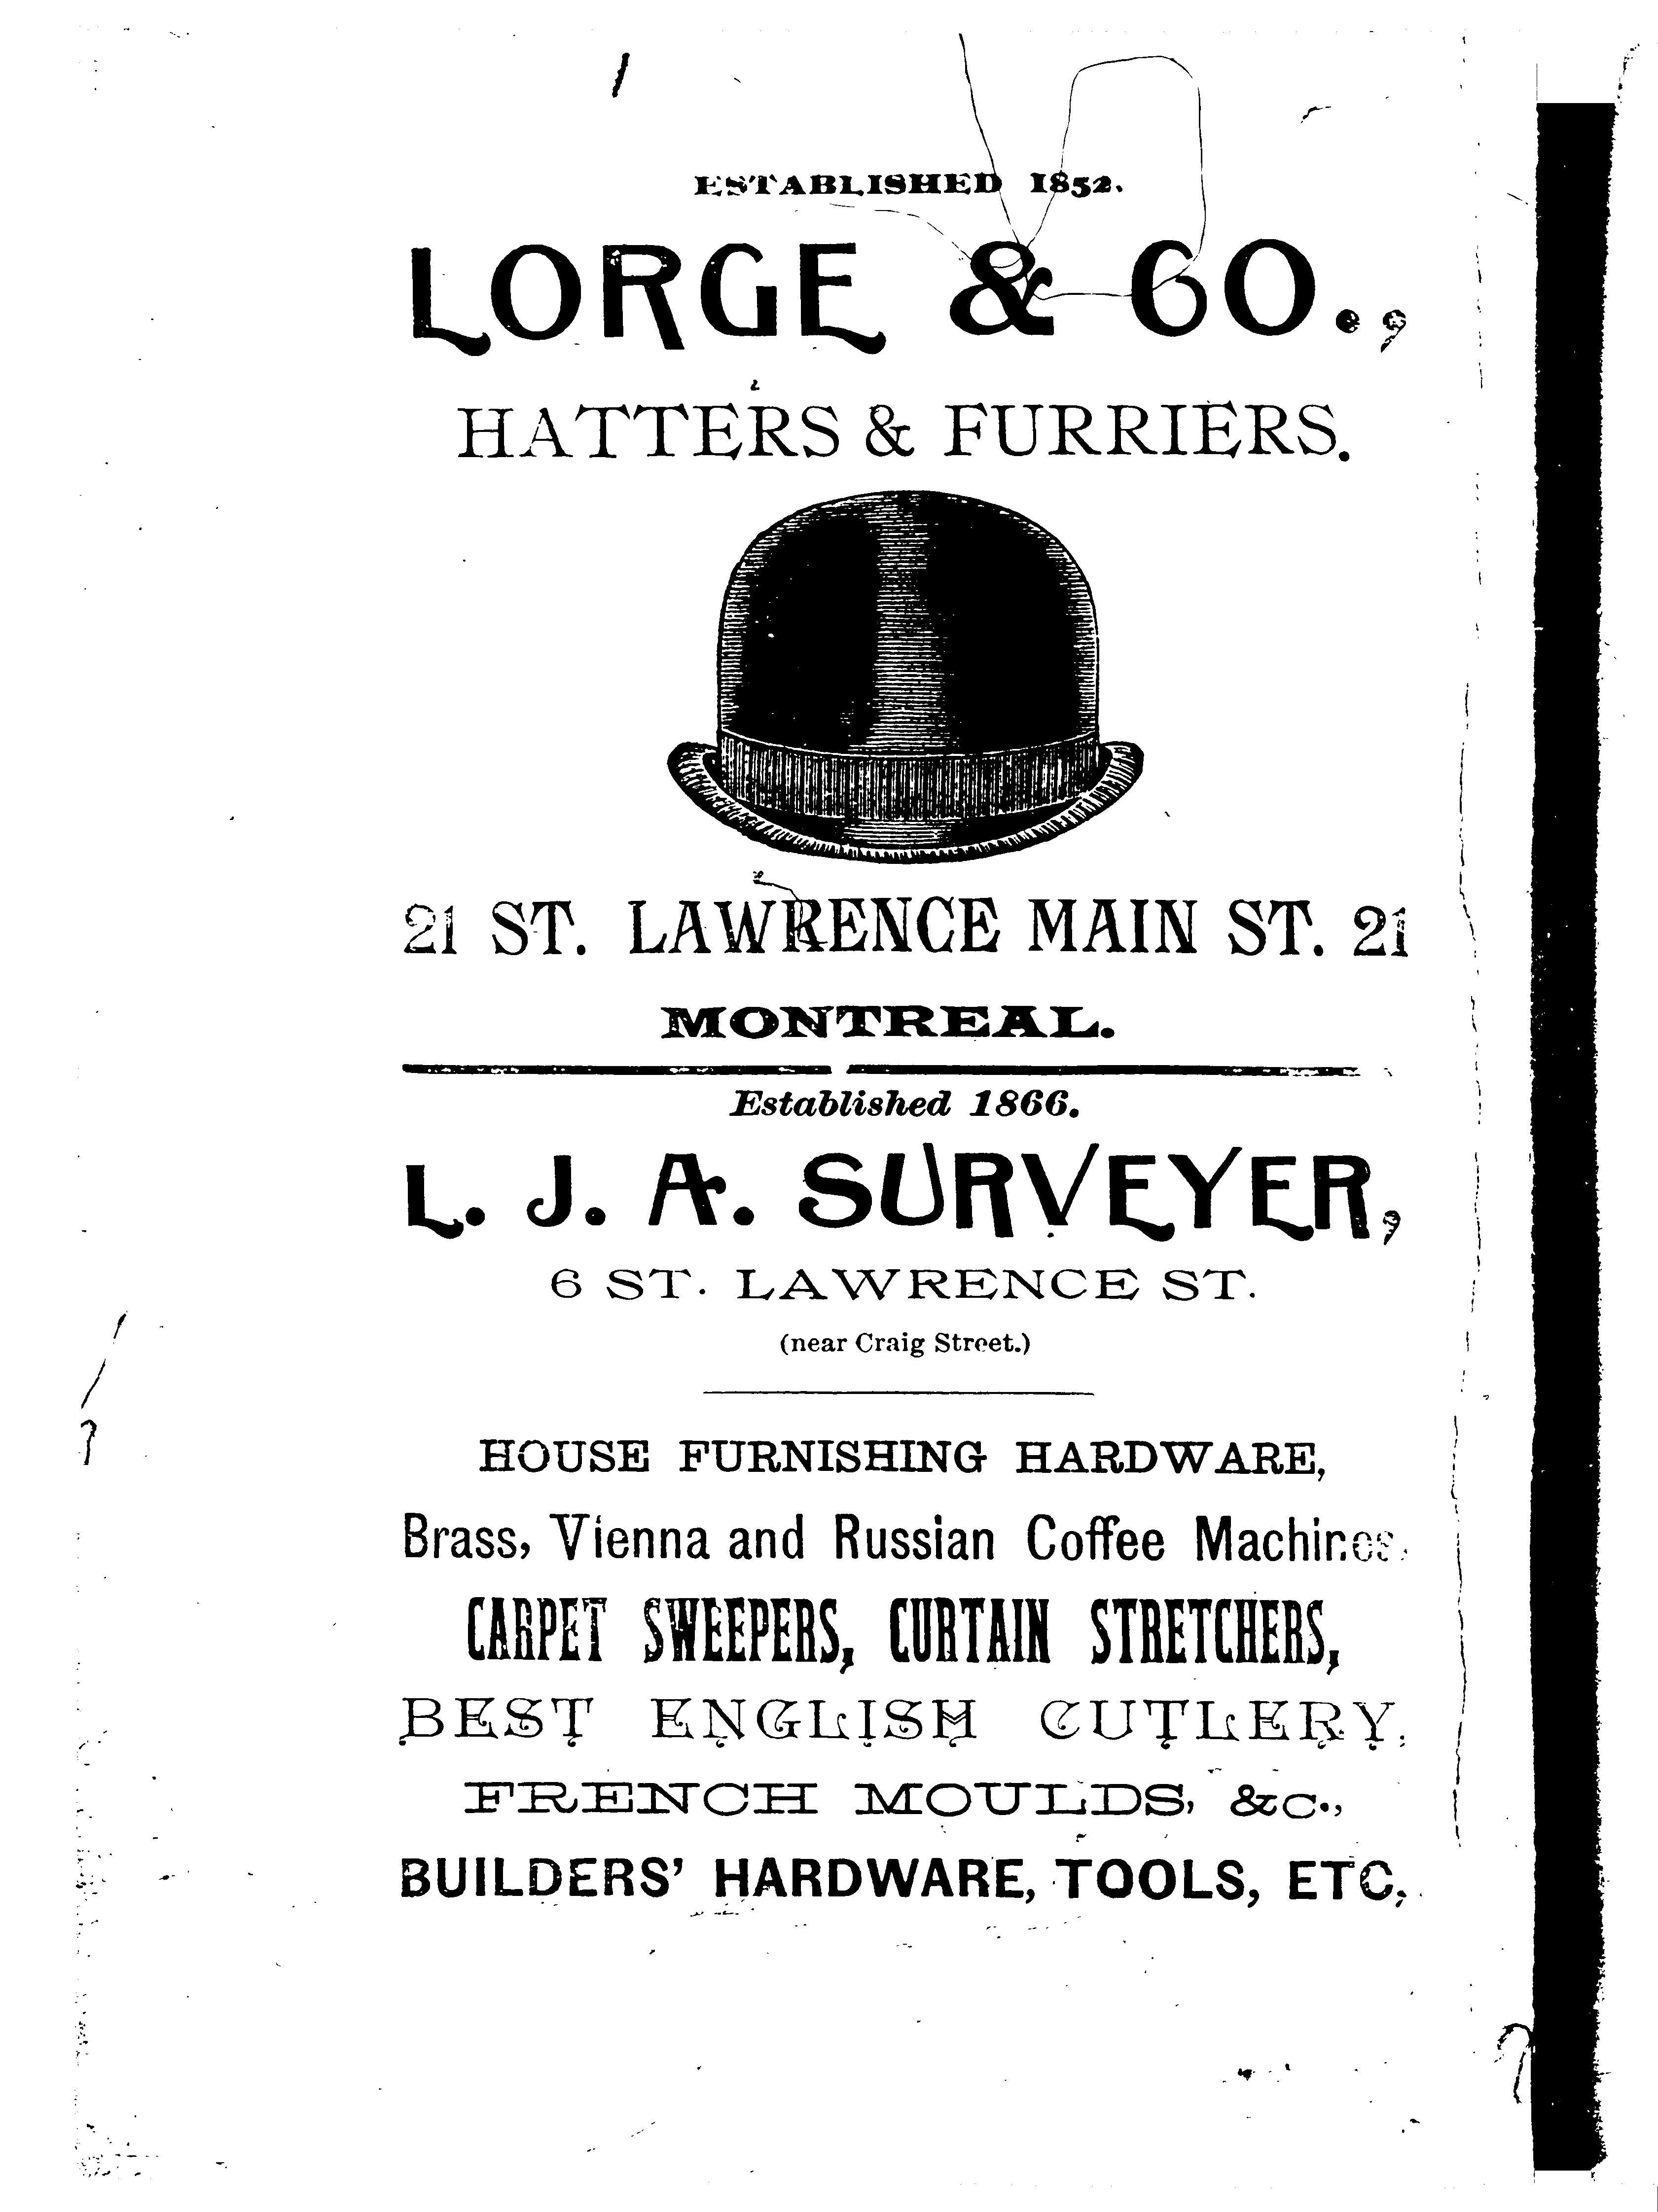 ESTABLISHED 1852.
LORGE & CO.,
HATTERS & FURRIERS.
21 ST. LAWRENCE MAIN ST. 21
MONTREAL.
Established 1866.
L. J. A. SURVEYER,
6 ST. LAWRENCE ST.
(near Craig Street.)
HOUSE FURNISHING HARDWARE,
Brass, Vienna and Russian Coffee Machines.
CARPET SWEEPERS, CURTAIN STRETCHERS,
BEST ENGLISH CUTLERY,
FRENCH MOULDS, &c.,
BUILDERS' HARDWARE, TOOLS, ETC,